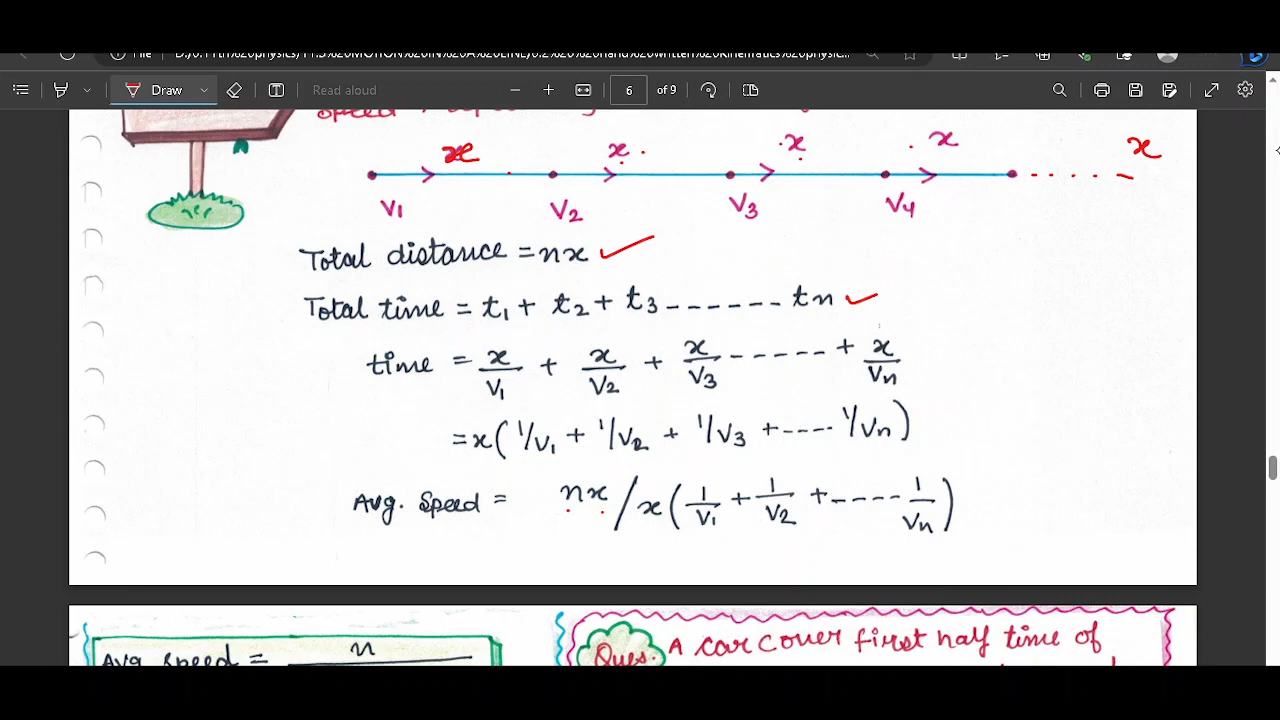 Draw
Read aloud
6 of 9
x x x x x
V1 V2 V3 V4
Total distance = nx
Total time = t1 + t2 + t3 ------- tn
time = x/V1 + x/V2 + x/V3 ------ + x/Vn
= x( 1/V1 + 1/V2 + 1/V3 +---- 1/Vn )
Avg. Speed = nx / x( 1/V1 + 1/V2 + ---- 1/Vn )
Avg speed = n
Ques. A car cover first half time of